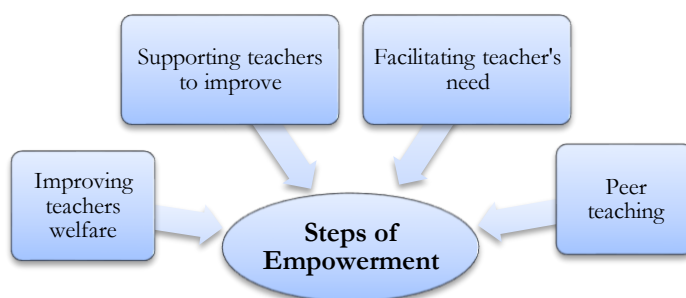 Supporting teachers
to improve
Facilitating teacher's
need
Improving
teachers
welfare
Peer
teaching
Steps of
Empowerment